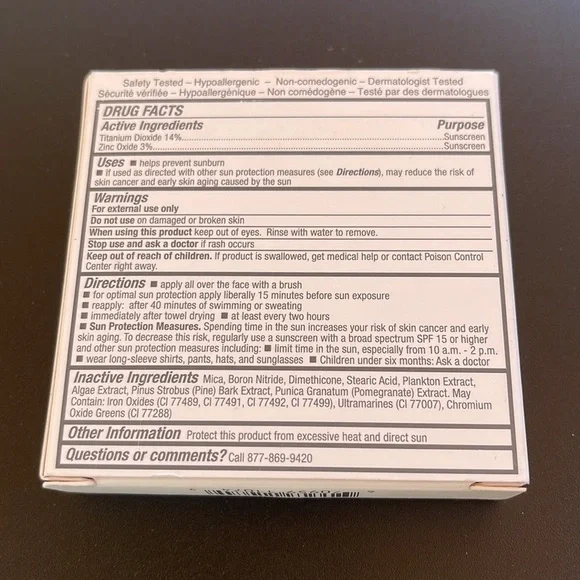 Safety Tested – Hypoallergenic – Non-comedogenic – Dermatologist Tested
Sécurité vérifiée – Hypoallergénique – Non comèdogène – Testé par des dermatologues
DRUG FACTS
Active Ingredients Purpose
Titanium Dioxide 14%..........Sunscreen
Zinc Oxide 3%..........Sunscreen
Uses ■ helps prevent sunburn
■ if used as directed with other sun protection measures (see Directions), may reduce the risk of
skin cancer and early skin aging caused by the sun
Warnings
For external use only
Do not use on damaged or broken skin
When using this product keep out of eyes. Rinse with water to remove.
Stop use and ask a doctor if rash occurs
Keep out of reach of children. If product is swallowed, get medical help or contact Poison Control
Center right away.
Directions ■ apply all over the face with a brush
■ for optimal sun protection apply liberally 15 minutes before sun exposure
■ reapply: after 40 minutes of swimming or sweating
■ immediately after towel drying ■ at least every two hours
■ Sun Protection Measures. Spending time in the sun increases your risk of skin cancer and early
skin aging. To decrease this risk, regularly use a sunscreen with a broad spectrum SPF 15 or higher
and other sun protection measures including: ■ limit time in the sun, especially from 10 a.m. - 2 p.m.
■ wear long-sleeve shirts, pants, hats, and sunglasses ■ Children under six months: Ask a doctor
Inactive Ingredients Mica, Boron Nitride, Dimethicone, Stearic Acid, Plankton Extract,
Algae Extract, Pinus Strobus (Pine) Bark Extract, Punica Granatum (Pomegranate) Extract. May
Contain: Iron Oxides (CI 77489, CI 77491, CI 77492, CI 77499), Ultramarines (CI 77007), Chromium
Oxide Greens (CI 77288)
Other Information Protect this product from excessive heat and direct sun
Questions or comments? Call 877-869-9420